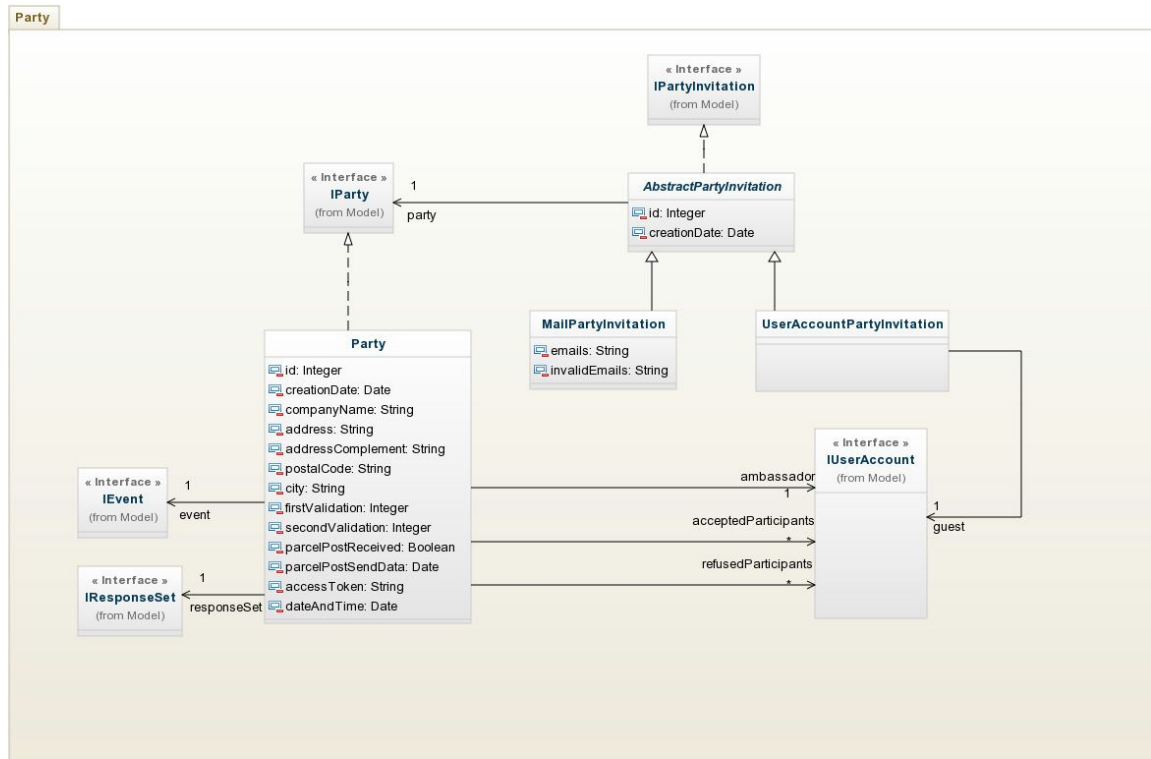 Party
« Interface »
IPartyInvitation
(from Model)
« Interface »
IParty
(from Model)
1
party
AbstractPartyInvitation
id: Integer
creationDate: Date
MailPartyInvitation
emails: String
invalidEmails: String
UserAccountPartyInvitation
Party
id: Integer
creationDate: Date
companyName: String
address: String
addressComplement: String
postalCode: String
city: String
firstValidation: Integer
secondValidation: Integer
parcelPostReceived: Boolean
parcelPostSendData: Date
accessToken: String
dateAndTime: Date
« Interface »
IEvent
(from Model)
1
event
« Interface »
IResponseSet
(from Model)
1
responseSet
ambassador
1
acceptedParticipants
*
refusedParticipants
*
« Interface »
IUserAccount
(from Model)
1
guest